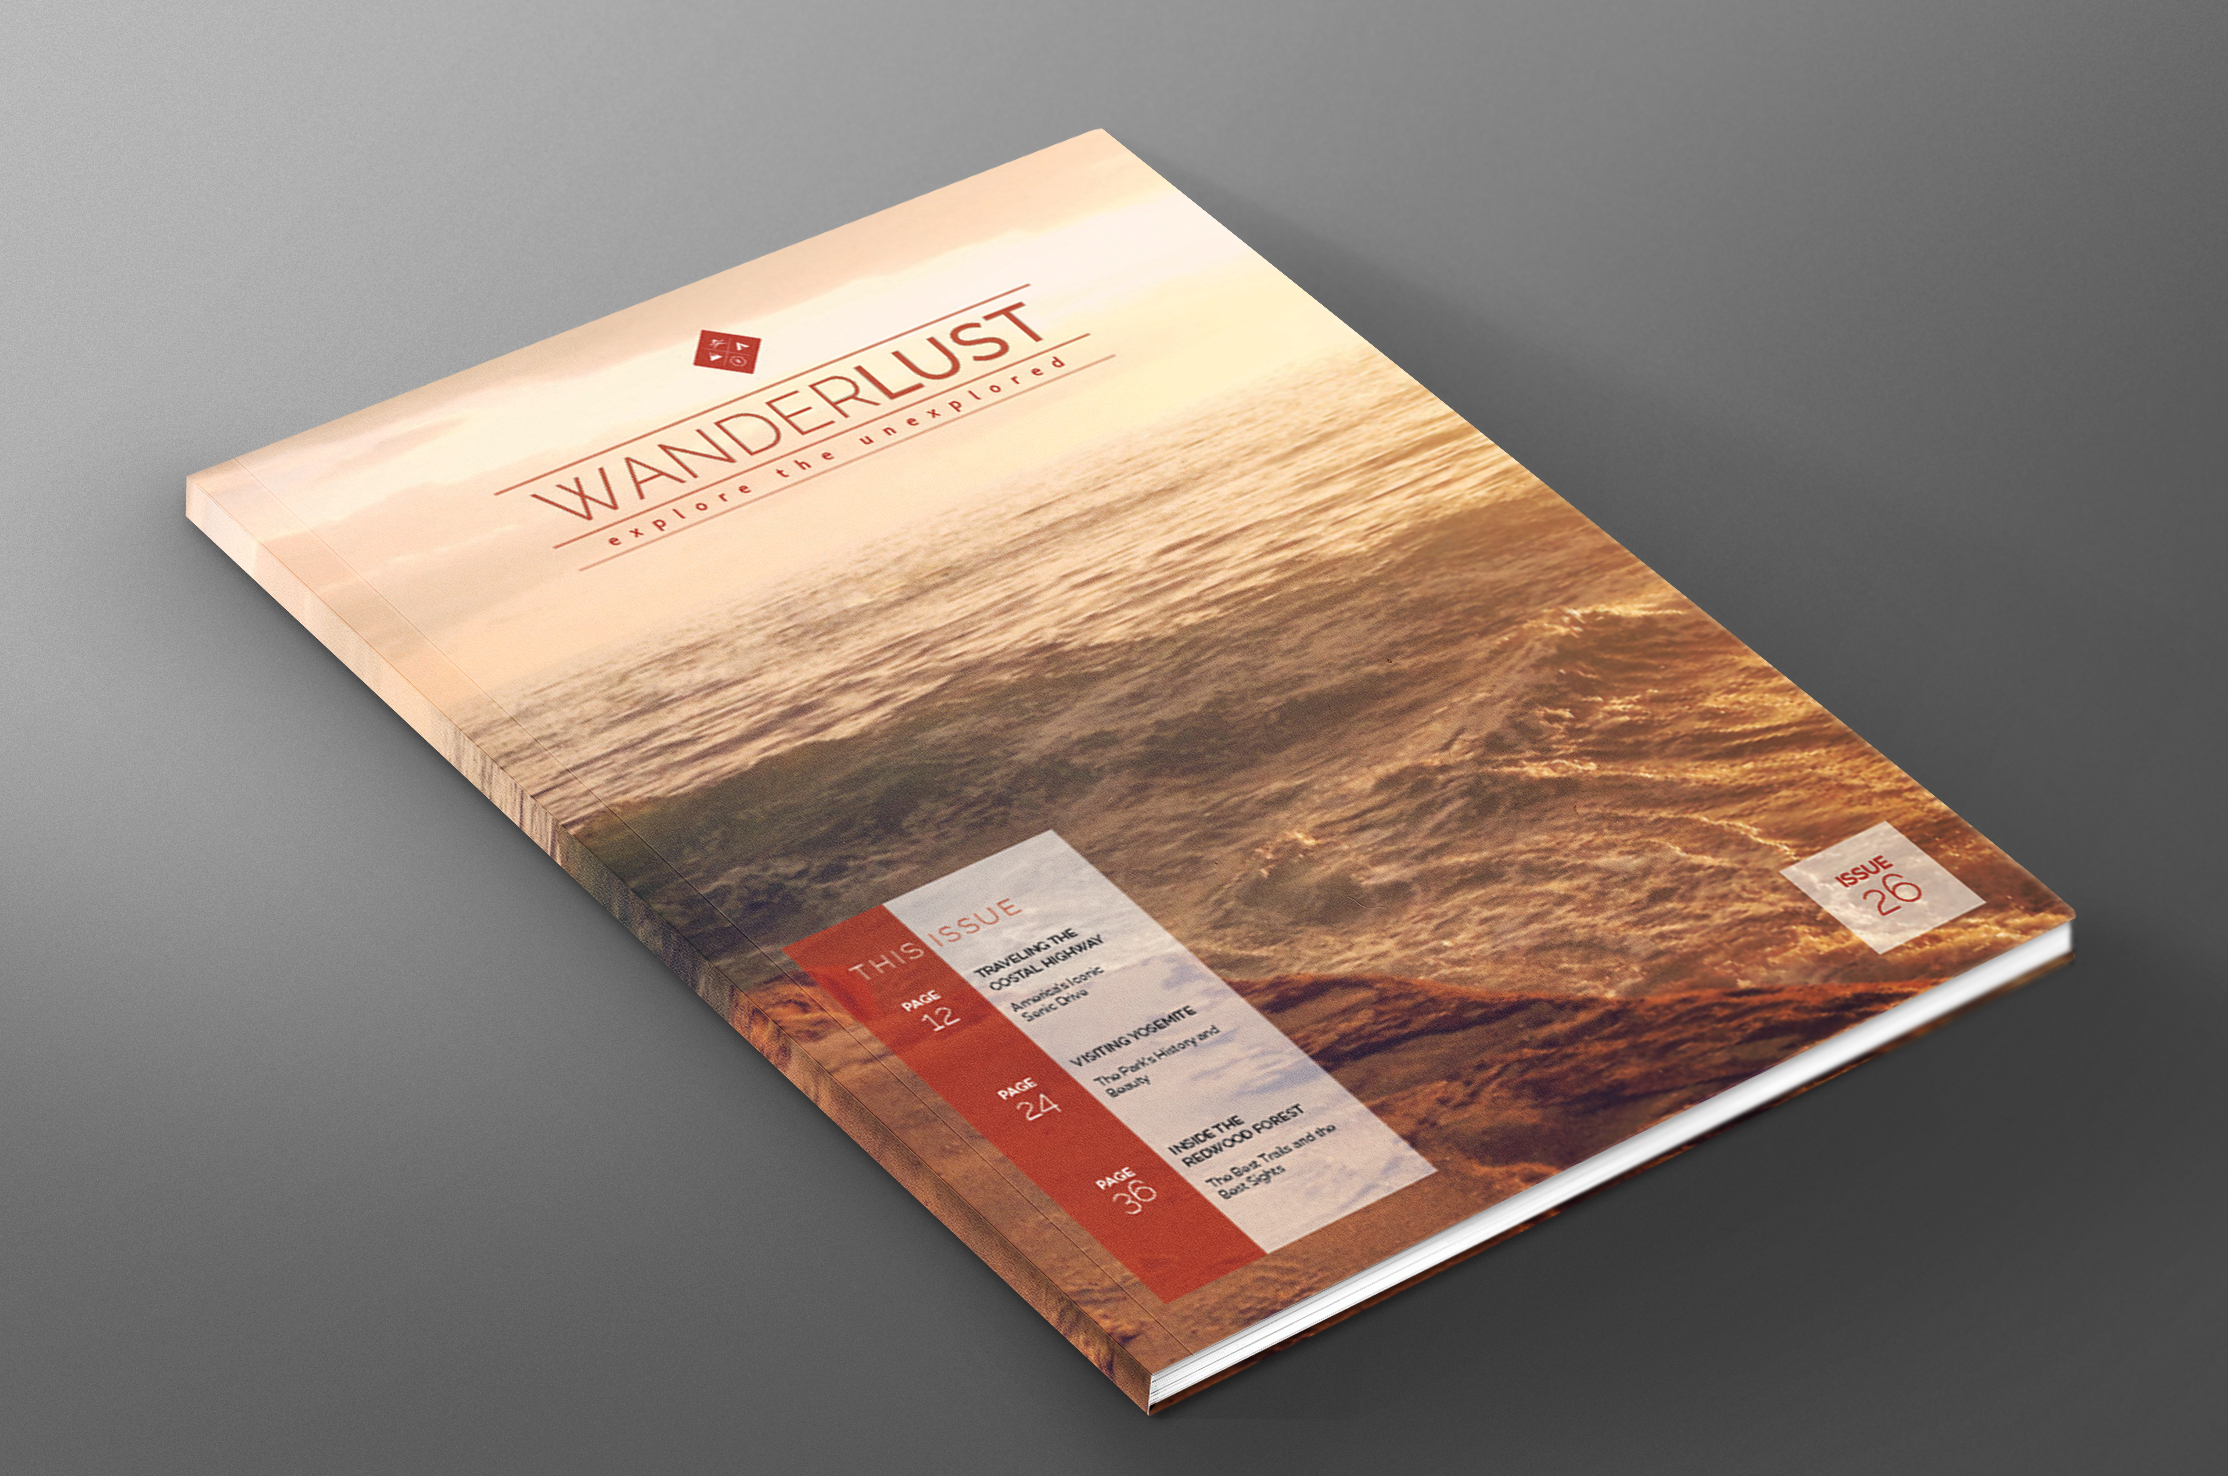 WANDERLUST
explore the unexplored
THIS ISSUE
PAGE
12
TRAVELING THE
COSTAL HIGHWAY
America's Iconic
Senic Drive
PAGE
24
VISITING YOSEMITE
The Park's History and
Beauty
PAGE
36
INSIDE THE
REDWOOD FOREST
The Best Trails and the
Best Sights
ISSUE
26